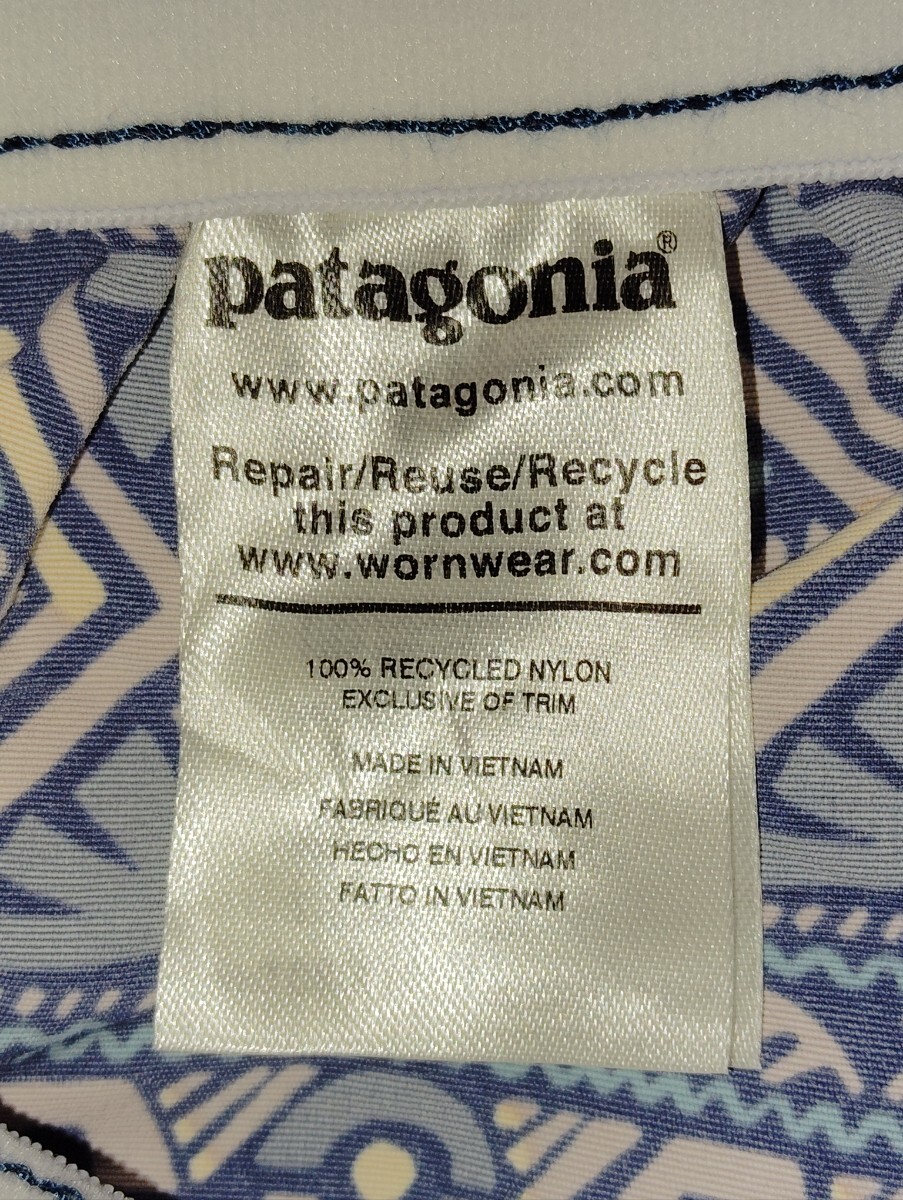 patagonia®
www.patagonia.com
Repair/Reuse/Recycle
this product at
www.wornwear.com
100% RECYCLED NYLON
EXCLUSIVE OF TRIM
MADE IN VIETNAM
FABRIQUÉ AU VIETNAM
HECHO EN VIETNAM
FATTO IN VIETNAM